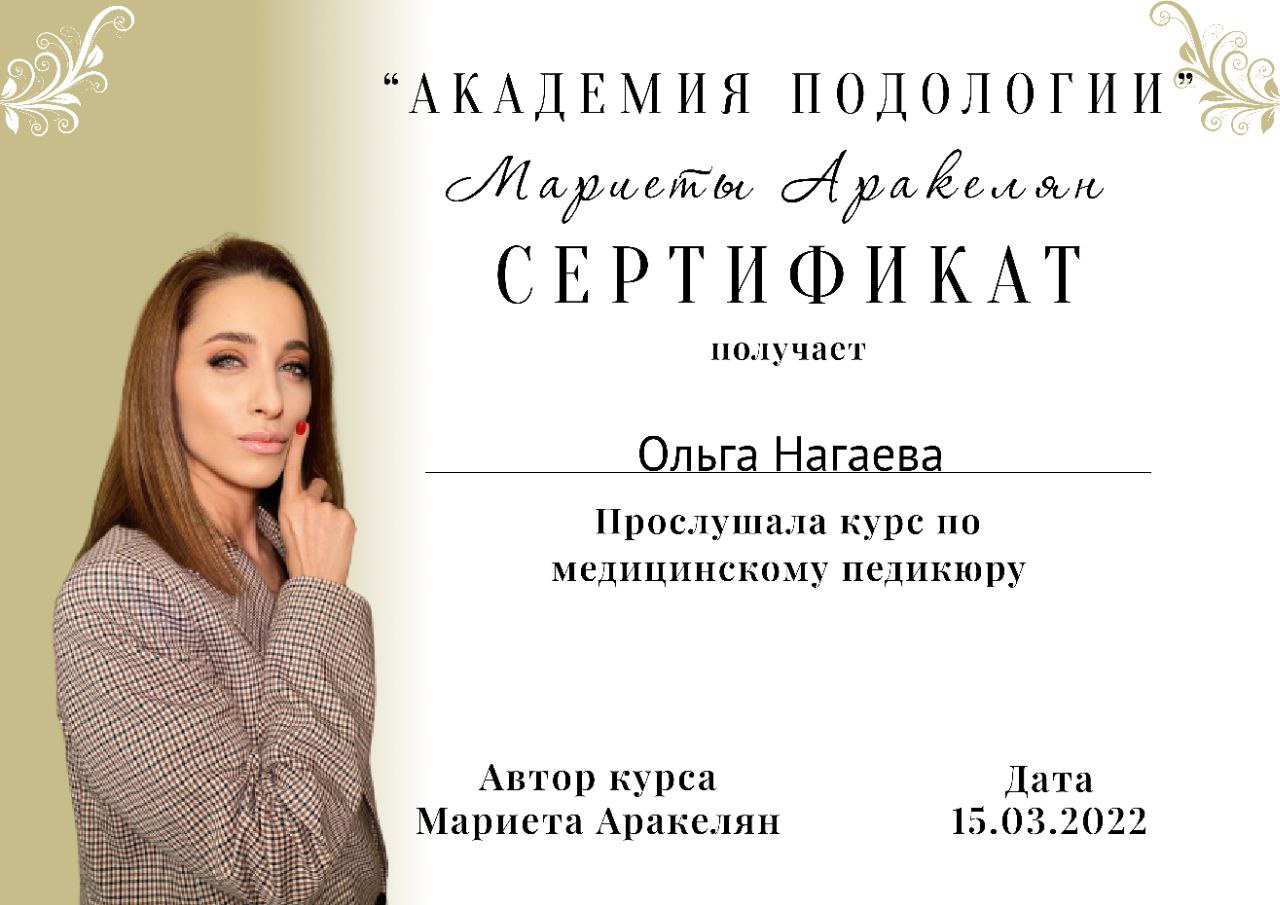 “АКАДЕМИЯ ПОДОЛОГИИ”
Мариеты Аракелян
СЕРТИФИКАТ
получает
Ольга Нагаева
Прослушала курс по
медицинскому педикюру
Автор курса
Мариета Аракелян
Дата
15.03.2022